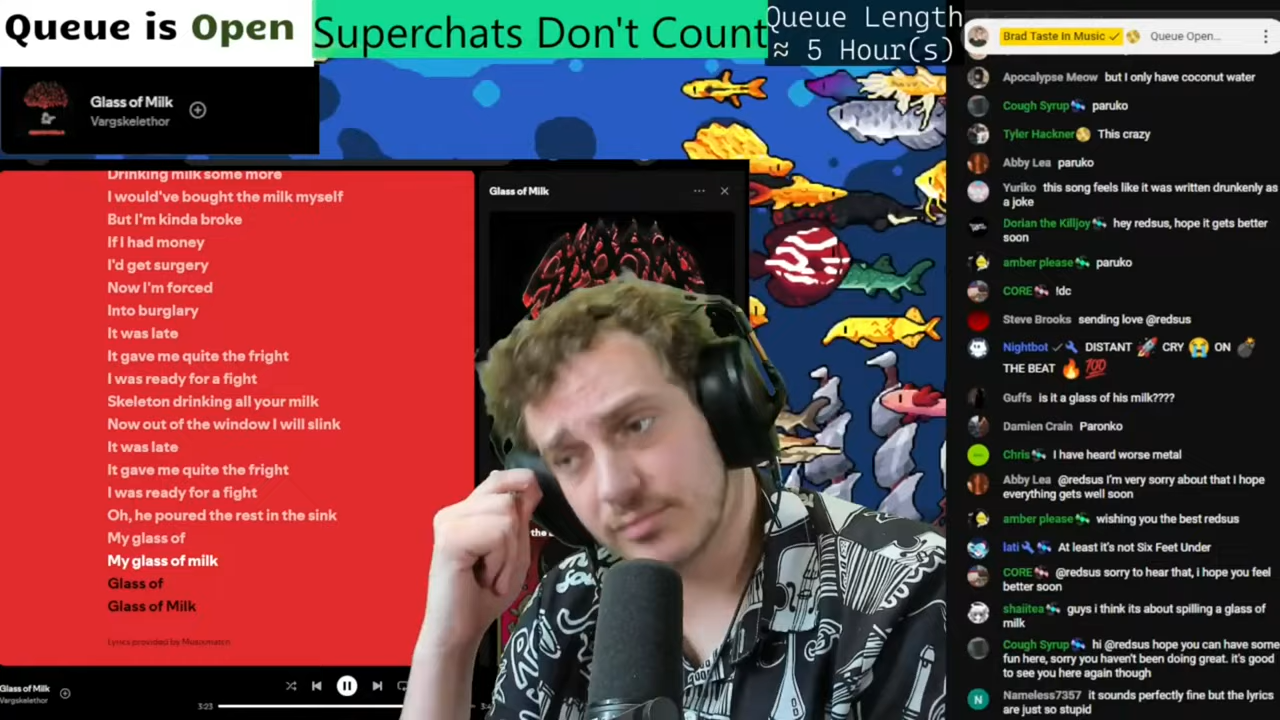 Queue is Open
Superchats Don't Count
Queue Length
≈ 5 Hour(s)
Glass of Milk
Vargskelethor
Drinking milk some more
I would've bought the milk myself
But I'm kinda broke
If I had money
I'd get surgery
Now I'm forced
Into burglary
It was late
It gave me quite the fright
I was ready for a fight
Skeleton drinking all your milk
Now out of the window I will slink
It was late
It gave me quite the fright
I was ready for a fight
Oh, he poured the rest in the sink
My glass of
My glass of milk
Glass of
Glass of Milk
Lyrics provided by Musixmatch
Glass of Milk
Glass of Milk
Vargskelethor
3:23
Brad Taste In Music
Queue Open...
Apocalypse Meow but I only have coconut water
Cough Syrup paruko
Tyler Hackner This crazy
Abby Lea paruko
Yuriko this song feels like it was written drunkenly as
a joke
Dorian the Killjoy hey redsus, hope it gets better
soon
amber please paruko
CORE !dc
Steve Brooks sending love @redsus
Nightbot DISTANT 🚀 CRY 😭 ON 💣
THE BEAT 🔥 💯
Guffs is it a glass of his milk????
Damien Crain Paronko
Chris I have heard worse metal
Abby Lea @redsus I'm very sorry about that I hope
everything gets well soon
amber please wishing you the best redsus
lati At least it's not Six Feet Under
CORE @redsus sorry to hear that, i hope you feel
better soon
shaiitea guys i think its about spilling a glass of
milk
Cough Syrup hi @redsus hope you can have some
fun here, sorry you haven't been doing great. it's good
to see you here again though
N
Nameless7357 it sounds perfectly fine but the lyrics
are just so stupid